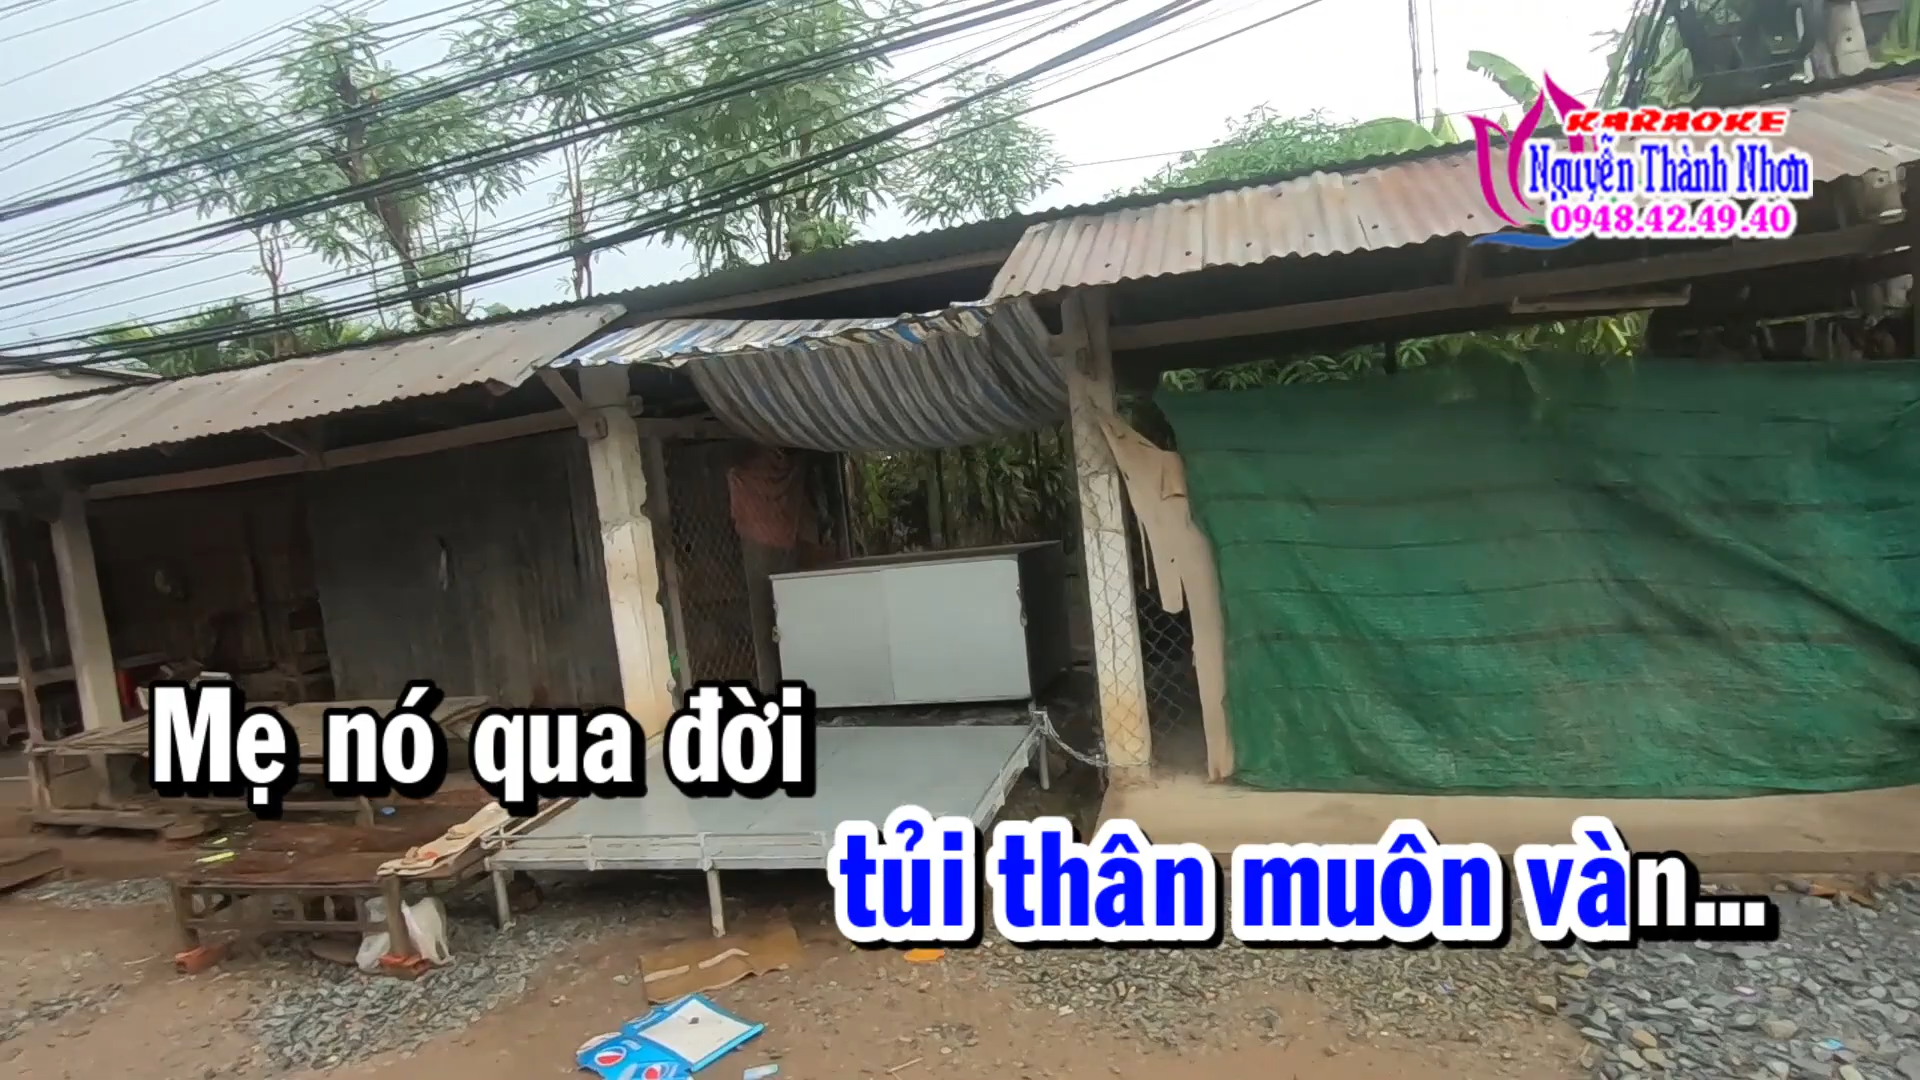 KARAOKE
Nguyễn Thành Nhơn
0948.42.49.40
Mẹ nó qua đời
tủi thân muôn vàn...